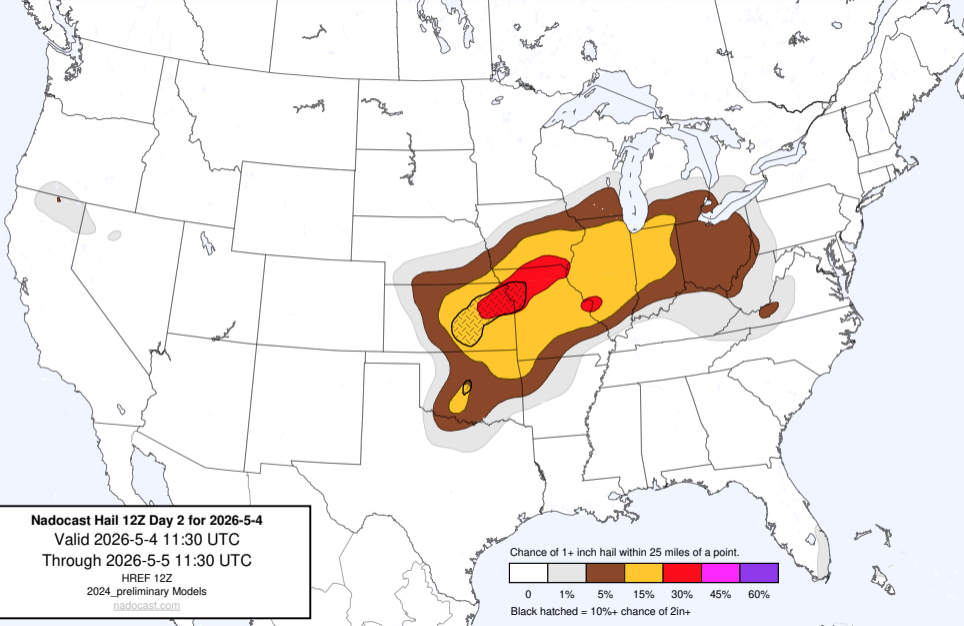 Nadocast Hail 12Z Day 2 for 2026-5-4
Valid 2026-5-4 11:30 UTC
Through 2026-5-5 11:30 UTC
HREF 12Z
2024_preliminary Models
nadocast.com
Chance of 1+ inch hail within 25 miles of a point.
0 1% 5% 15% 30% 45% 60%
Black hatched = 10%+ chance of 2in+